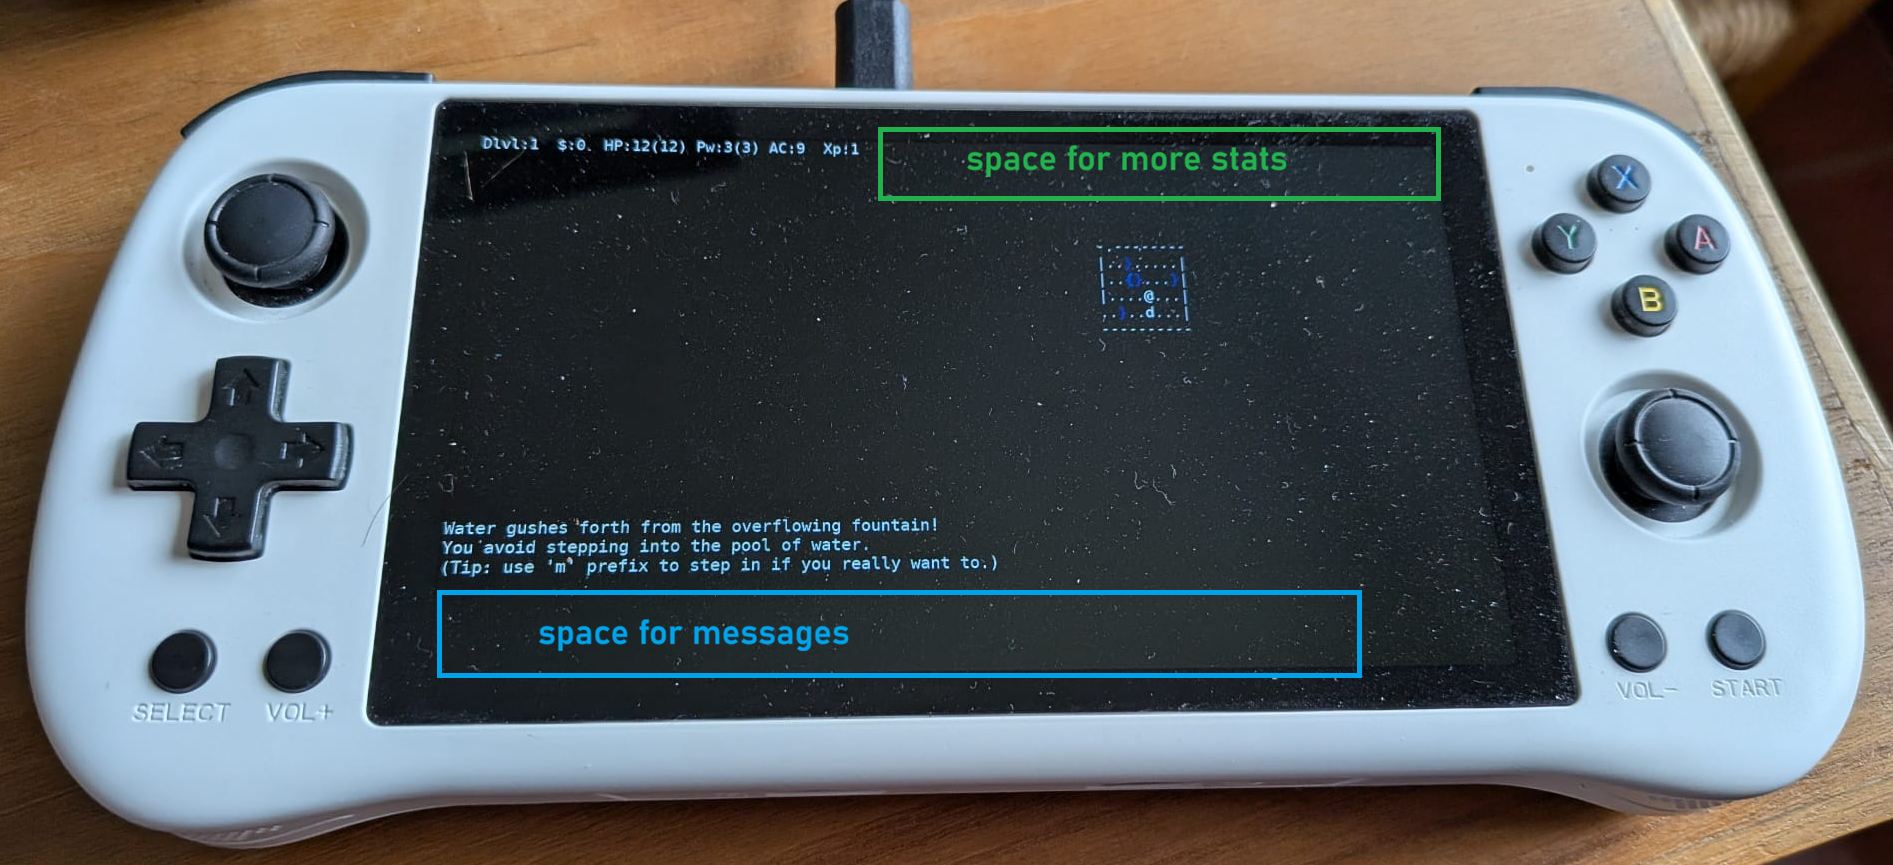 Dlvl:1 $:0 HP:12(12) Pw:3(3) AC:9 Xp:1
space for more stats
X
Y
A
B
Water gushes forth from the overflowing fountain!
You avoid stepping into the pool of water.
(Tip: use 'm' prefix to step in if you really want to.)
space for messages
SELECT VOL+
VOL- START